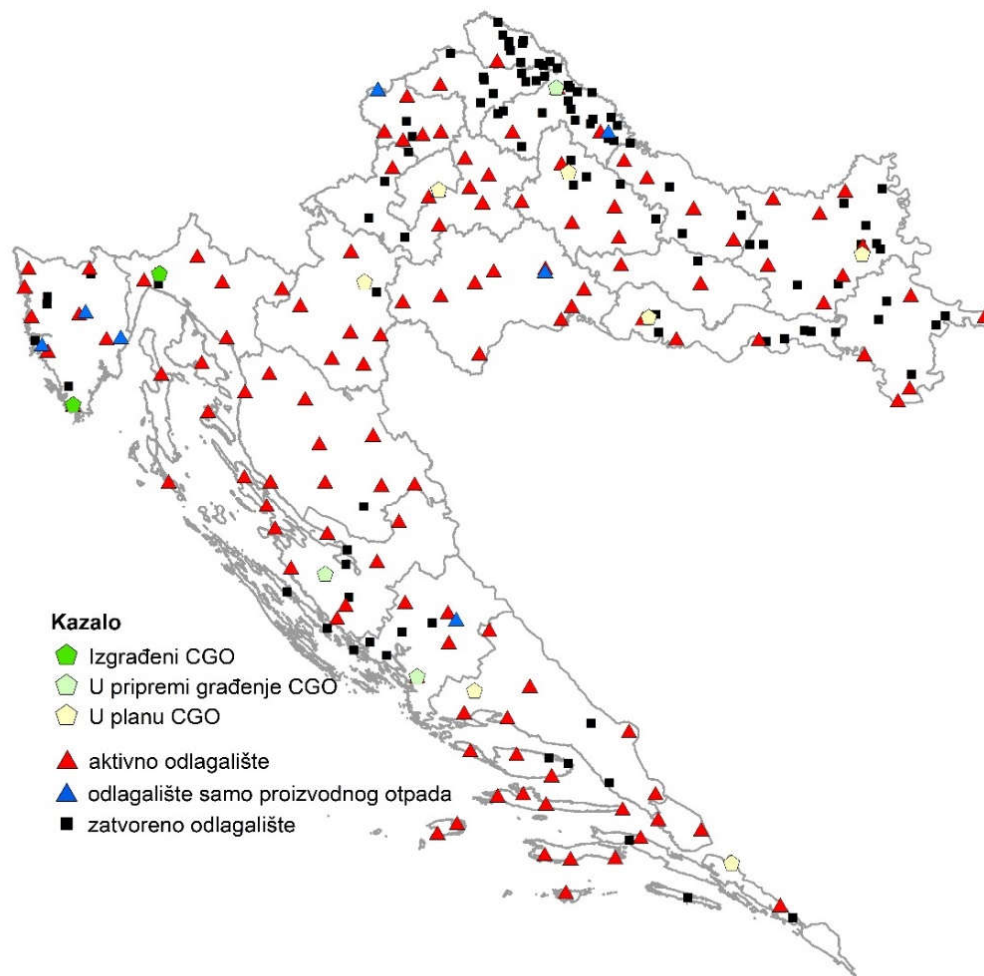 Kazalo
Izgrađeni CGO
U pripremi građenje CGO
U planu CGO
aktivno odlagalište
odlagalište samo proizvodnog otpada
zatvoreno odlagalište